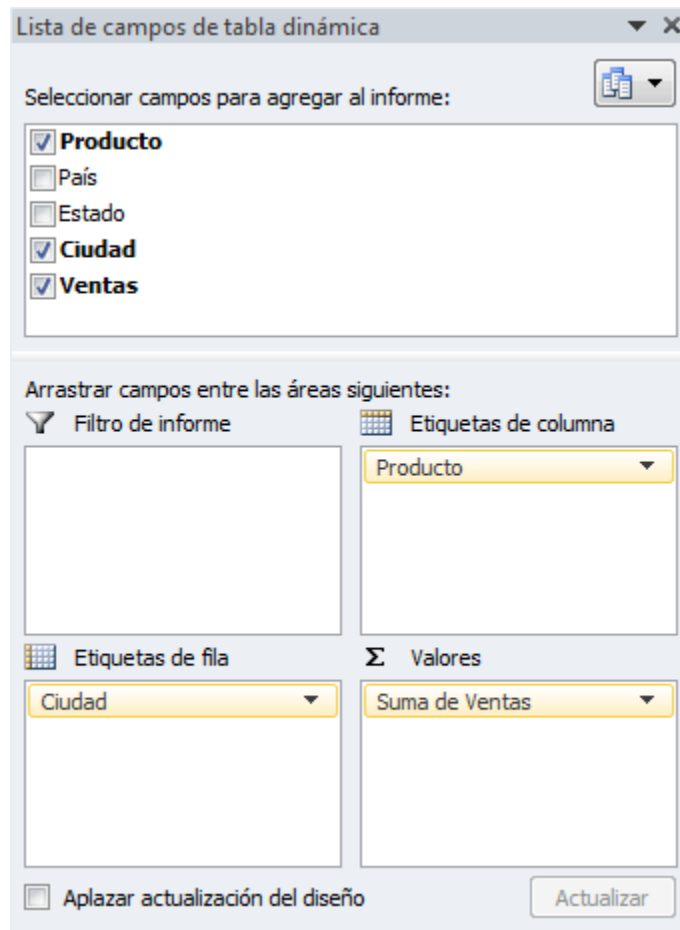 Lista de campos de tabla dinámica
Seleccionar campos para agregar al informe:
Producto
País
Estado
Ciudad
Ventas
Arrastrar campos entre las áreas siguientes:
Filtro de informe
Etiquetas de columna
Producto
Etiquetas de fila
Σ Valores
Ciudad
Suma de Ventas
Aplazar actualización del diseño
Actualizar